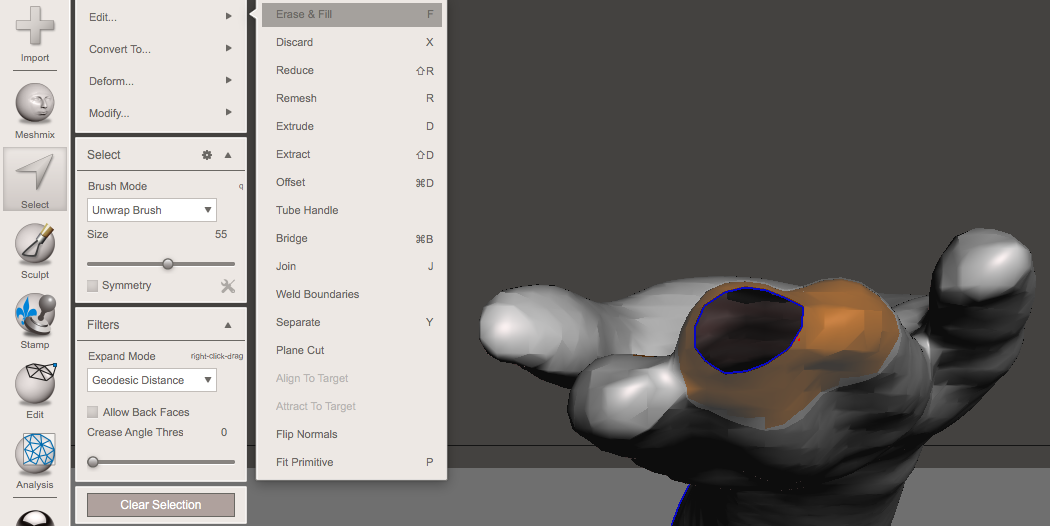 Import
Meshmix
Select
Sculpt
Stamp
Edit
Analysis
Edit...
Convert To...
Deform...
Modify...
Select
Brush Mode q
Unwrap Brush
Size 55
Symmetry
Filters
Expand Mode right-click-drag
Geodesic Distance
Allow Back Faces
Crease Angle Thres 0
Clear Selection
Erase & Fill F
Discard X
Reduce ⇧R
Remesh R
Extrude D
Extract ⇧D
Offset ⌘D
Tube Handle
Bridge ⌘B
Join J
Weld Boundaries
Separate Y
Plane Cut
Align To Target
Attract To Target
Flip Normals
Fit Primitive P